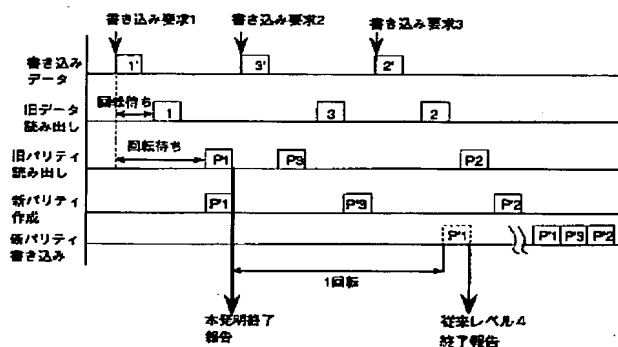 書き込み要求1 書き込み要求2 書き込み要求3
書き込み
データ
1' 3' 2'
旧データ
読み出し
回転待ち
1 3 2
旧パリティ
読み出し
回転待ち
P1 P3 P2
新パリティ
作成
P'1 P'3 P'2
新パリティ
書き込み
P'1 P'1 P'3 P'2
1回転
本発明終了
報告
従来レベル4
終了報告